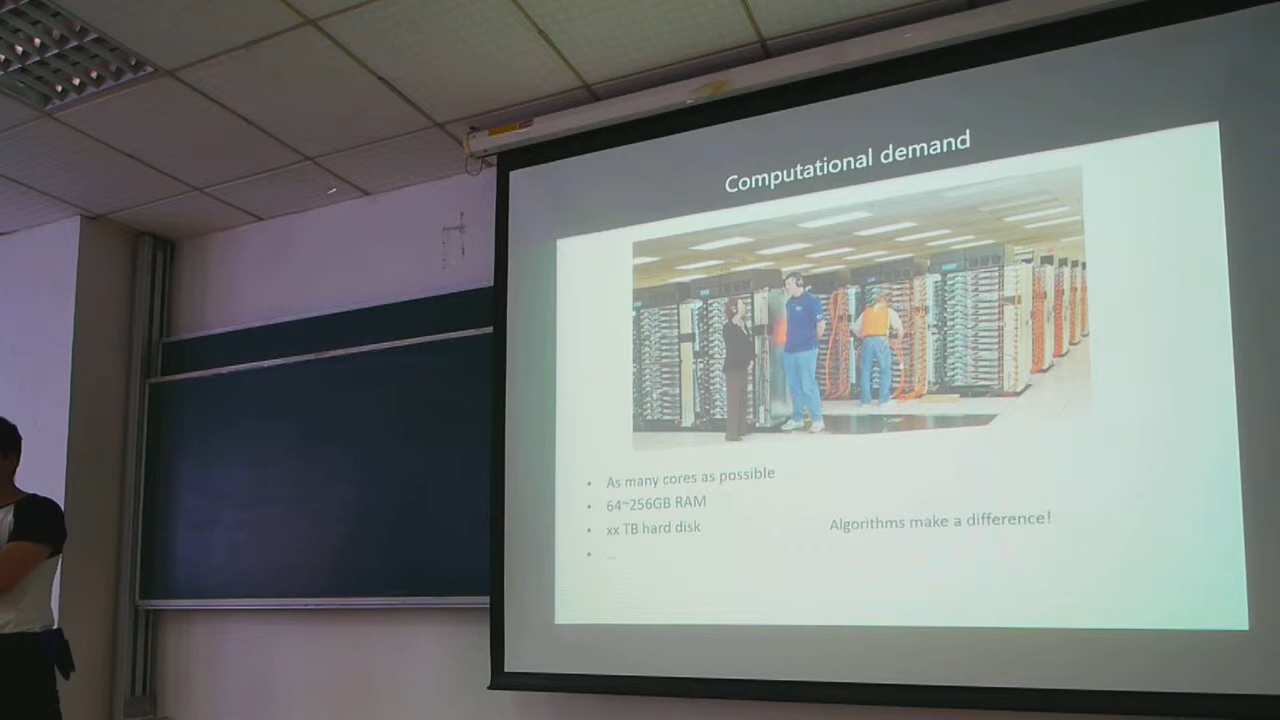 Computational demand
• As many cores as possible
• 64~256GB RAM
• xx TB hard disk
Algorithms make a difference!
• ...